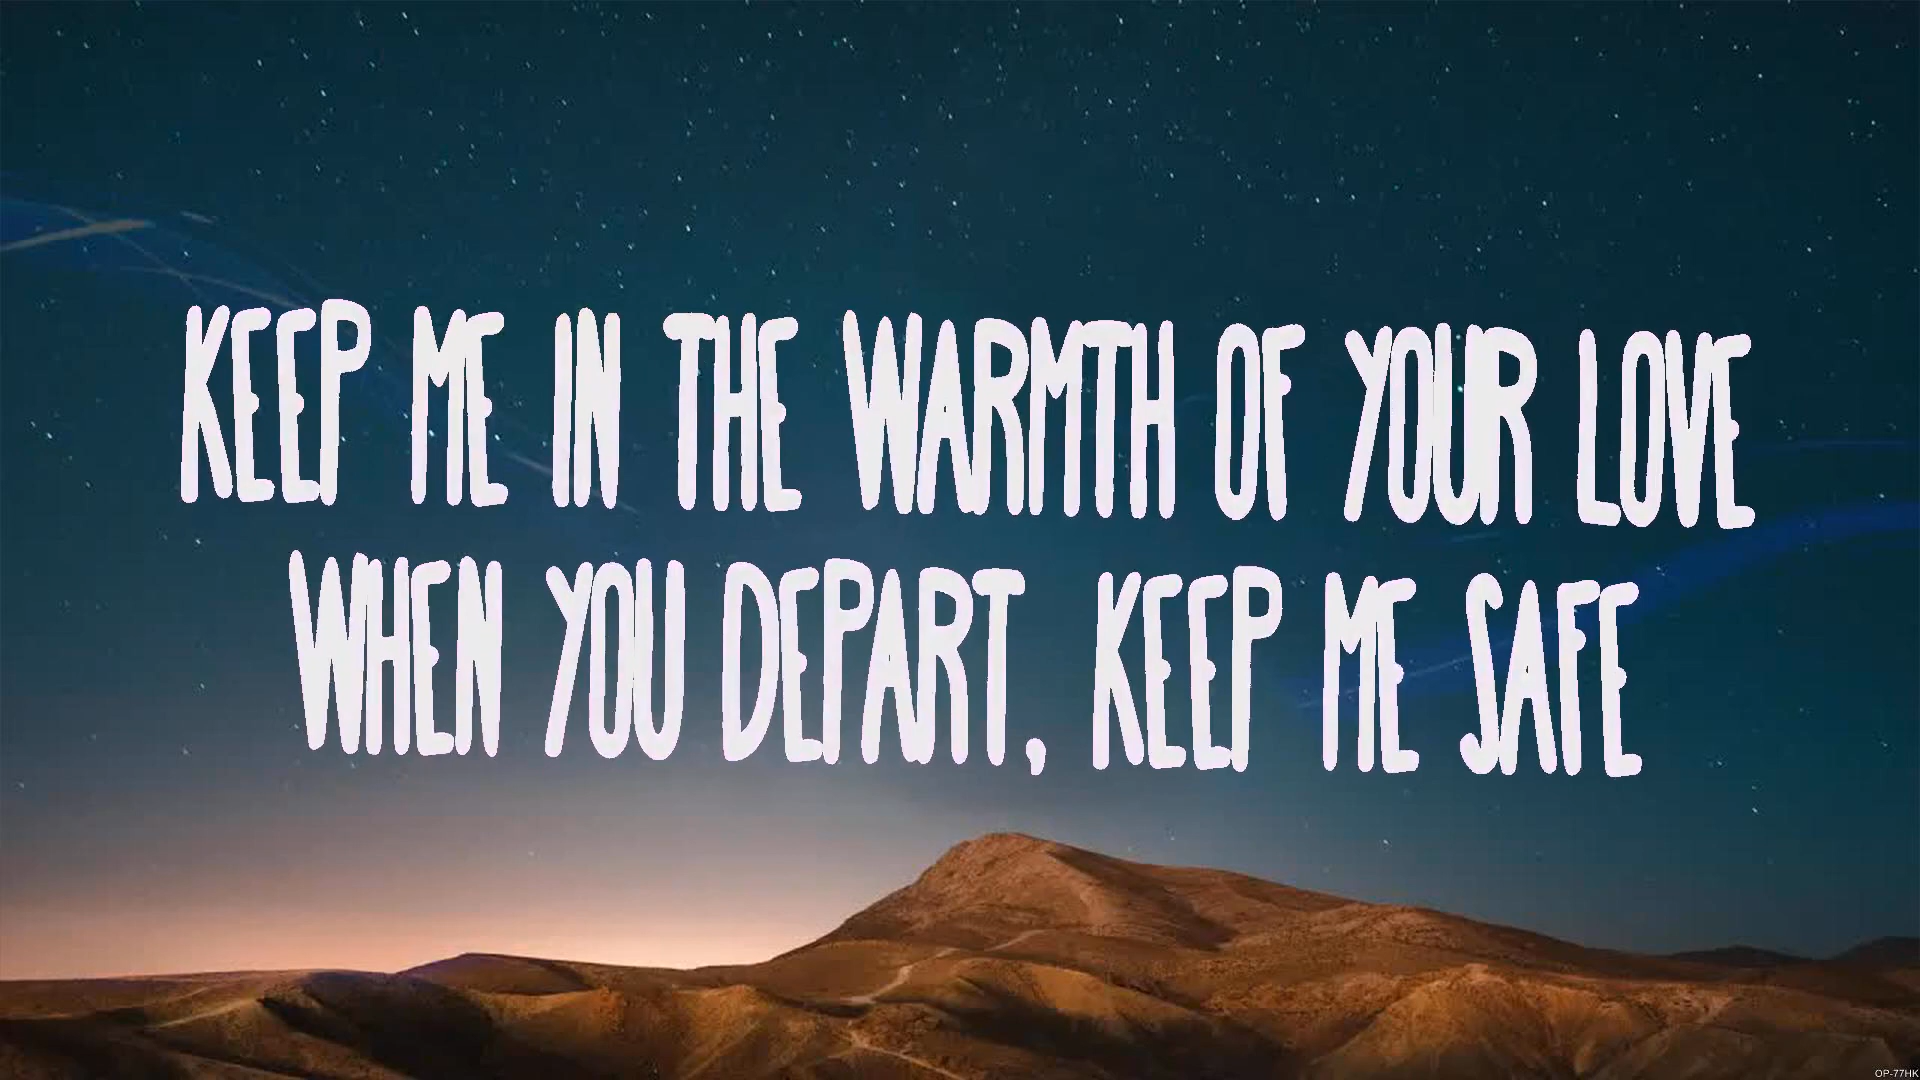 KEEP ME IN THE WARMTH OF YOUR LOVE
WHEN YOU DEPART, KEEP ME SAFE
OP-77HK